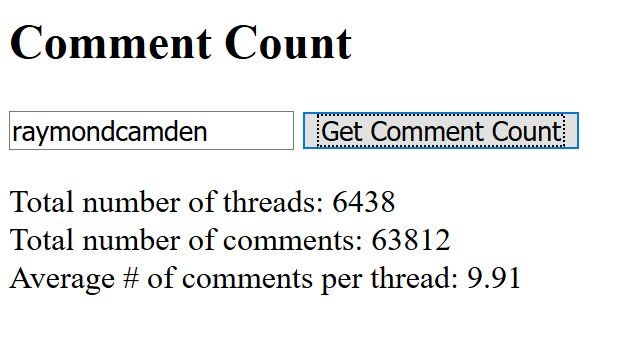 Comment Count
raymondcamden Get Comment Count
Total number of threads: 6438
Total number of comments: 63812
Average # of comments per thread: 9.91